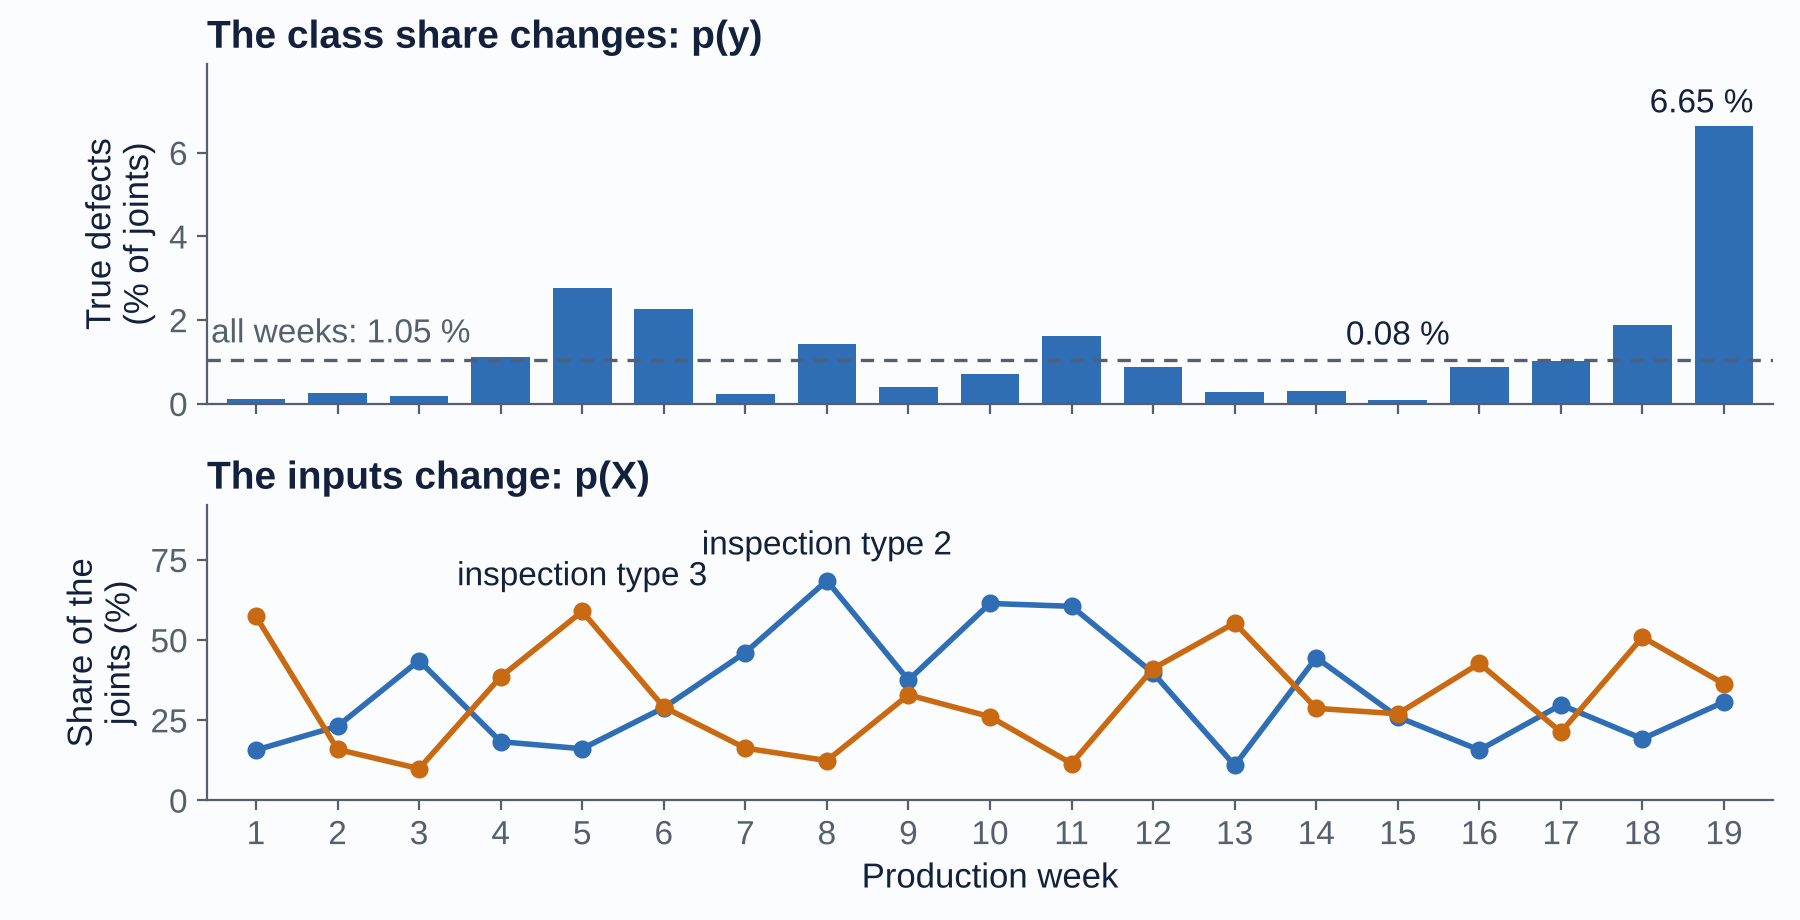 The class share changes: p(y)
True defects
(% of joints)
6
4
2
0
all weeks: 1.05 %
0.08 %
6.65 %
The inputs change: p(X)
Share of the
joints (%)
75
50
25
0
inspection type 2
inspection type 3
1 2 3 4 5 6 7 8 9 10 11 12 13 14 15 16 17 18 19
Production week